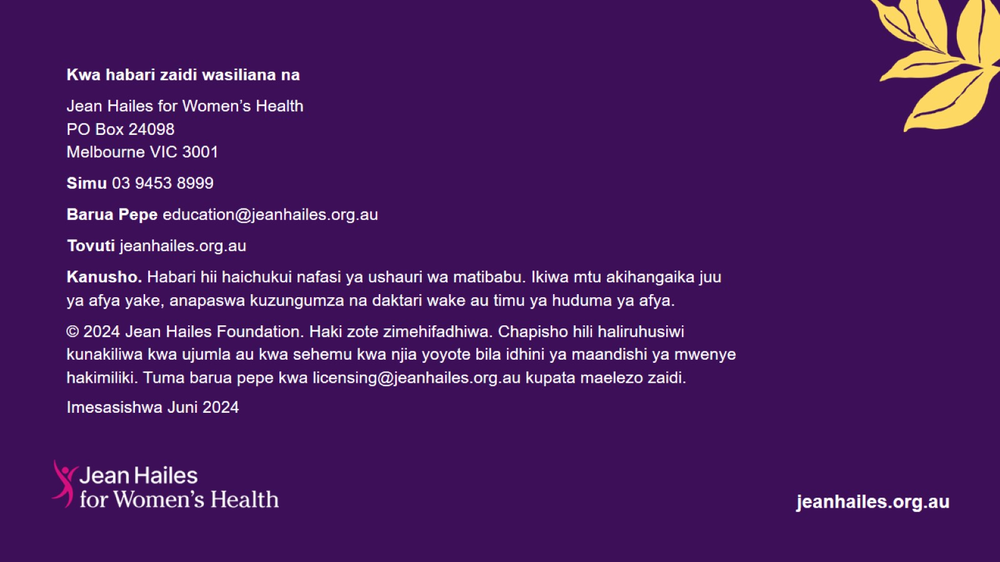 Kwa habari zaidi wasiliana na
Jean Hailes for Women’s Health
PO Box 24098
Melbourne VIC 3001
Simu 03 9453 8999
Barua Pepe education@jeanhailes.org.au
Tovuti jeanhailes.org.au
Kanusho. Habari hii haichukui nafasi ya ushauri wa matibabu. Ikiwa mtu akihangaika juu
ya afya yake, anapaswa kuzungumza na daktari wake au timu ya huduma ya afya.
© 2024 Jean Hailes Foundation. Haki zote zimehifadhiwa. Chapisho hili haliruhusiwi
kunakiliwa kwa ujumla au kwa sehemu kwa njia yoyote bila idhini ya maandishi ya mwenye
hakimiliki. Tuma barua pepe kwa licensing@jeanhailes.org.au kupata maelezo zaidi.
Imesasishwa Juni 2024
Jean Hailes
for Women’s Health
jeanhailes.org.au